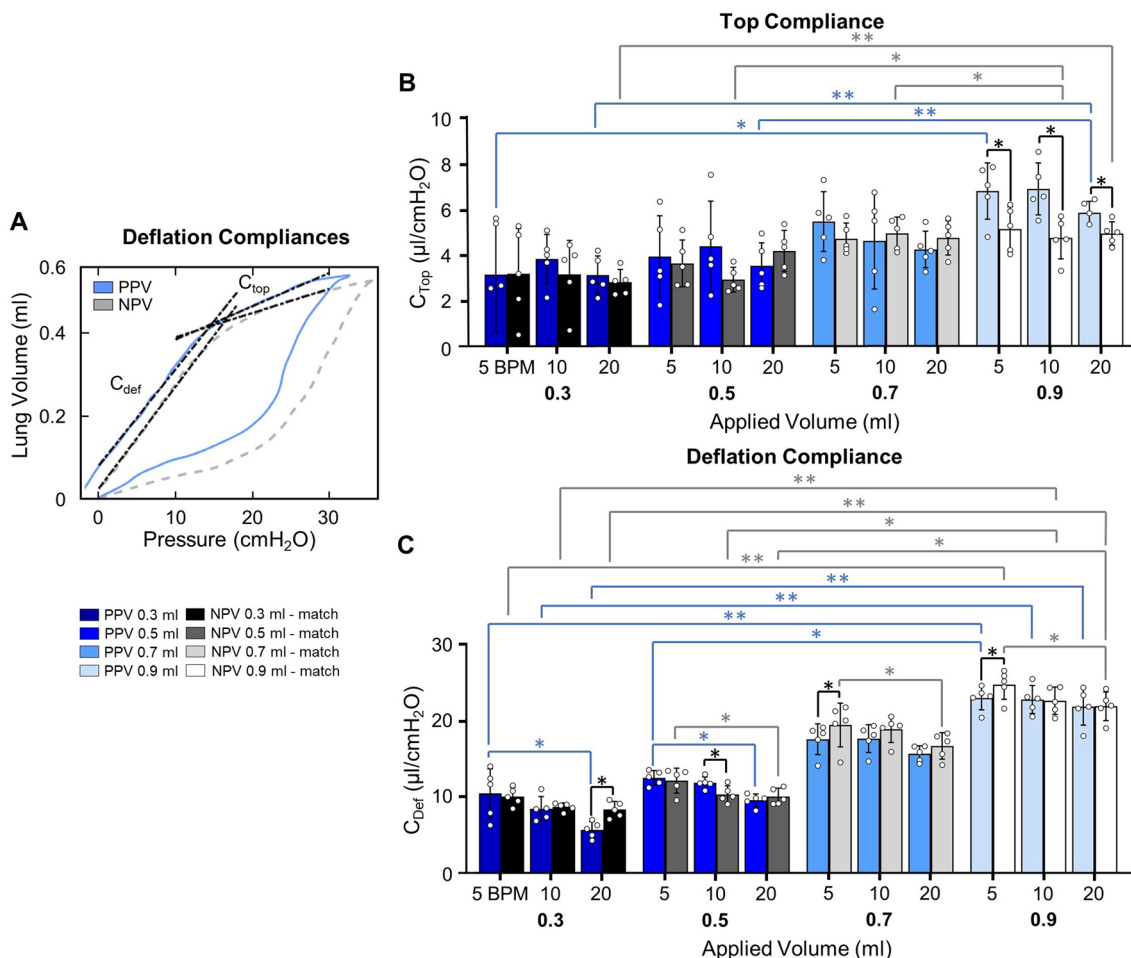 A
Deflation Compliances
PPV
NPV
C_top
C_def
Lung Volume (ml)
0.6
0.4
0.2
0
0 10 20 30
Pressure (cmH₂O)
PPV 0.3 ml NPV 0.3 ml - match
PPV 0.5 ml NPV 0.5 ml - match
PPV 0.7 ml NPV 0.7 ml - match
PPV 0.9 ml NPV 0.9 ml - match
Top Compliance
B
**
*
*
**
**
*
*
*
*
C_Top (µl/cmH₂O)
10
8
6
4
2
0
5 BPM 10 20 5 10 20 5 10 20 5 10 20
0.3 0.5 0.7 0.9
Applied Volume (ml)
Deflation Compliance
C
**
**
*
*
**
**
**
**
*
*
*
*
*
*
*
*
*
*
C_Def (µl/cmH₂O)
30
20
10
0
5 BPM 10 20 5 10 20 5 10 20 5 10 20
0.3 0.5 0.7 0.9
Applied Volume (ml)